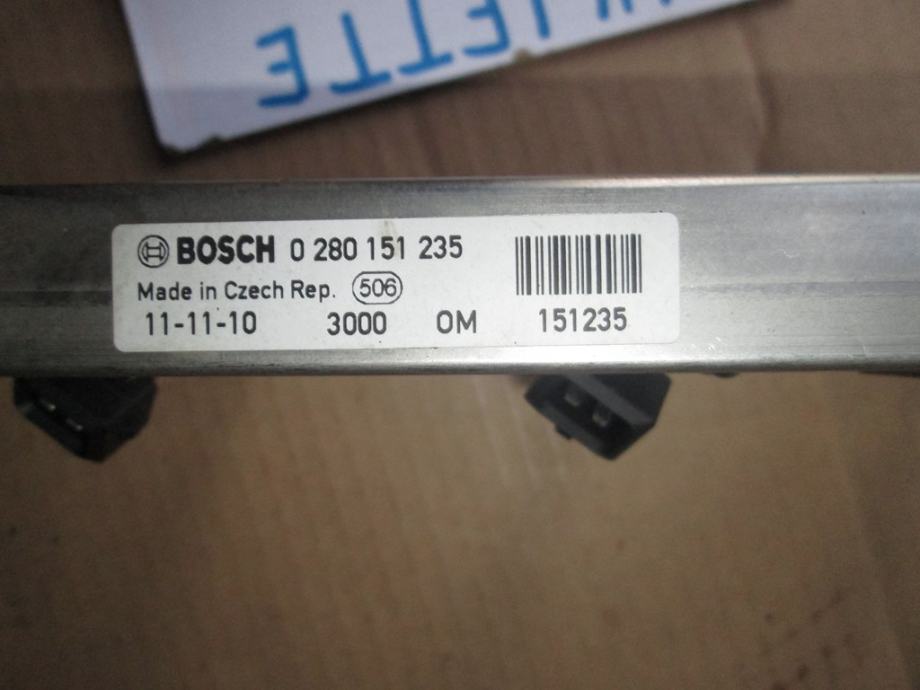 BOSCH 0 280 151 235
Made in Czech Rep. 506
11-11-10 3000 OM 151235